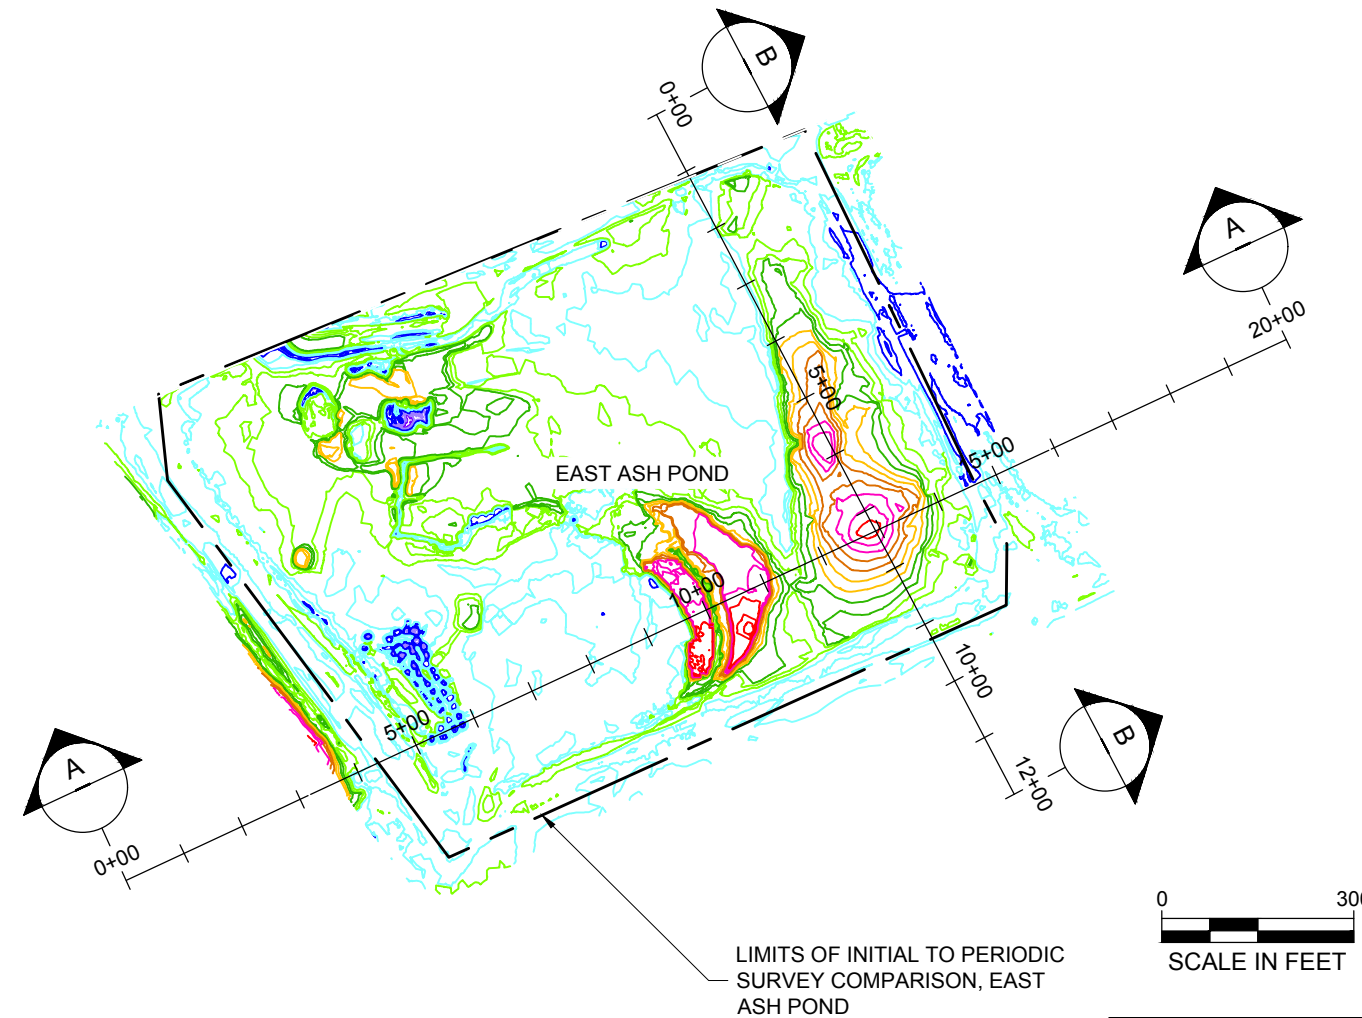 B
0+00
A
20+00
5+00
EAST ASH POND
15+00
10+00
5+00
10+00
B
A
12+00
0+00
0
LIMITS OF INITIAL TO PERIODIC
SURVEY COMPARISON, EAST
ASH POND
SCALE IN FEET